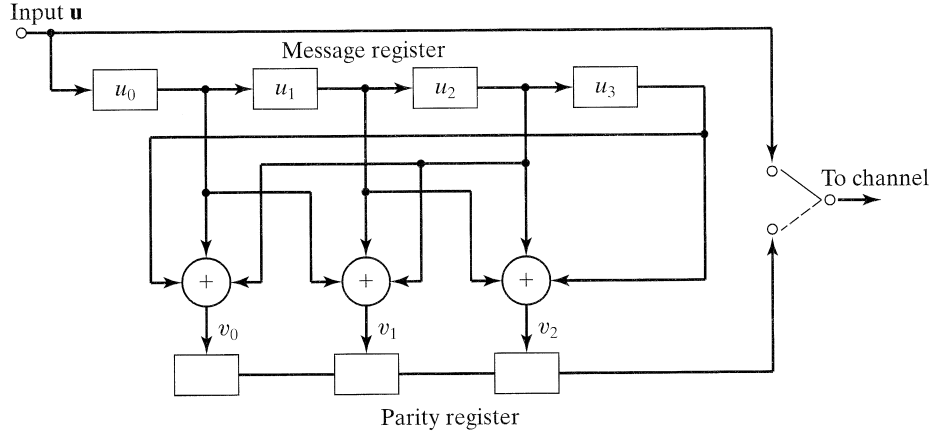 Input u
Message register
u0 u1 u2 u3
To channel
+ + +
v0 v1 v2
Parity register